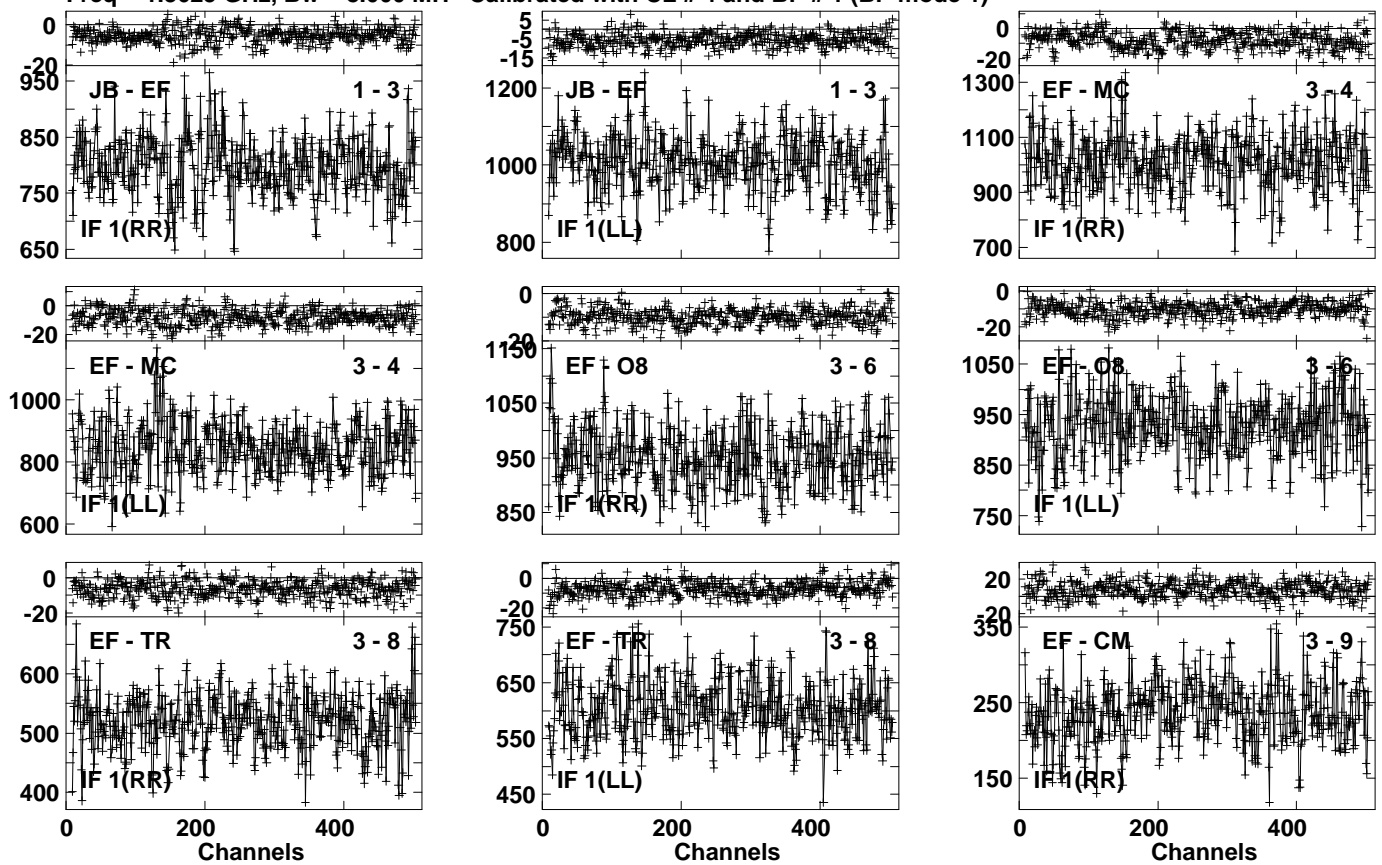 Calibrated with CL # 4 and BP # 1 (BP mode 1)
0
-20
950
850
750
650
JB - EF
1 - 3
IF 1(RR)
5
-5
-15
1200
1000
800
JB - EF
1 - 3
IF 1(LL)
0
-20
1300
1100
900
700
EF - MC
3 - 4
IF 1(RR)
0
-20
1000
800
600
EF - MC
3 - 4
IF 1(LL)
0
1150
1050
950
850
EF - O8
3 - 6
IF 1(RR)
0
-20
1050
950
850
750
EF - O8
3 - 6
IF 1(LL)
0
-20
600
500
400
EF - TR
3 - 8
IF 1(RR)
0
-20
750
650
550
450
EF - TR
3 - 8
IF 1(LL)
20
-20
350
250
150
EF - CM
3 - 9
IF 1(RR)
0 200 400
0 200 400
0 200 400
Channels
Channels
Channels